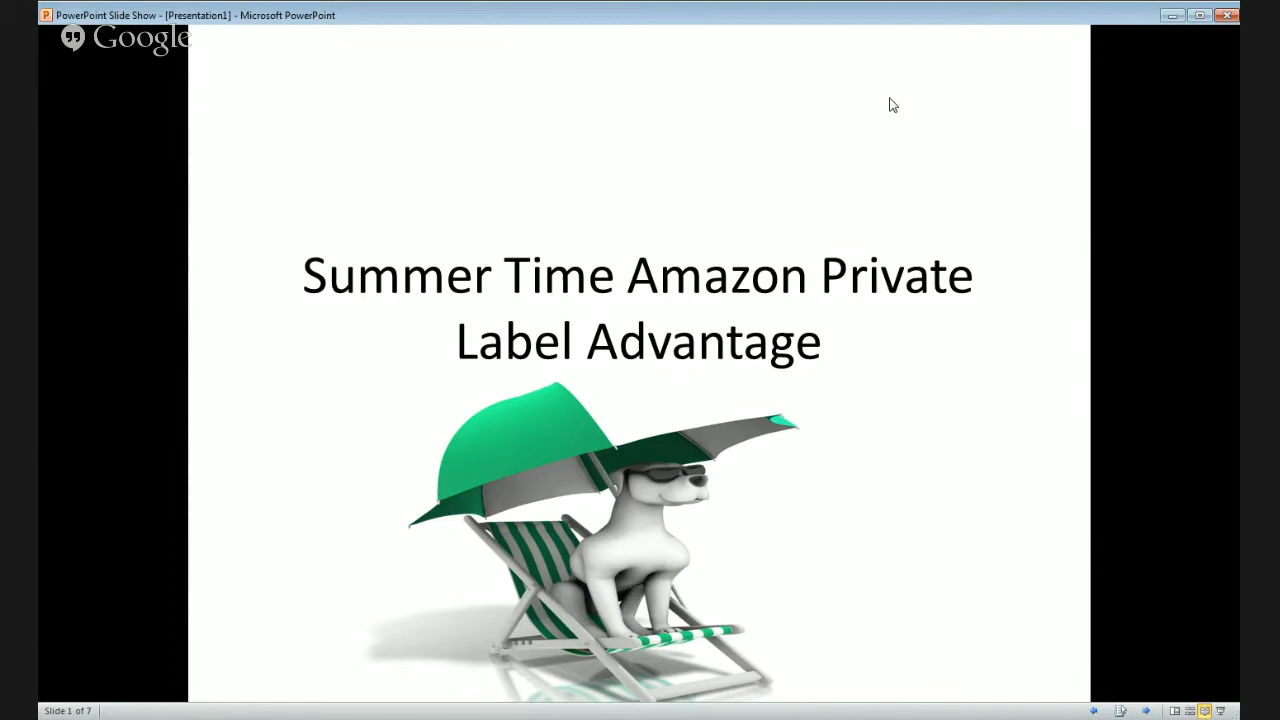 PowerPoint Slide Show - [Presentation1] - Microsoft PowerPoint
Google
Summer Time Amazon Private
Label Advantage
Slide 1 of 7